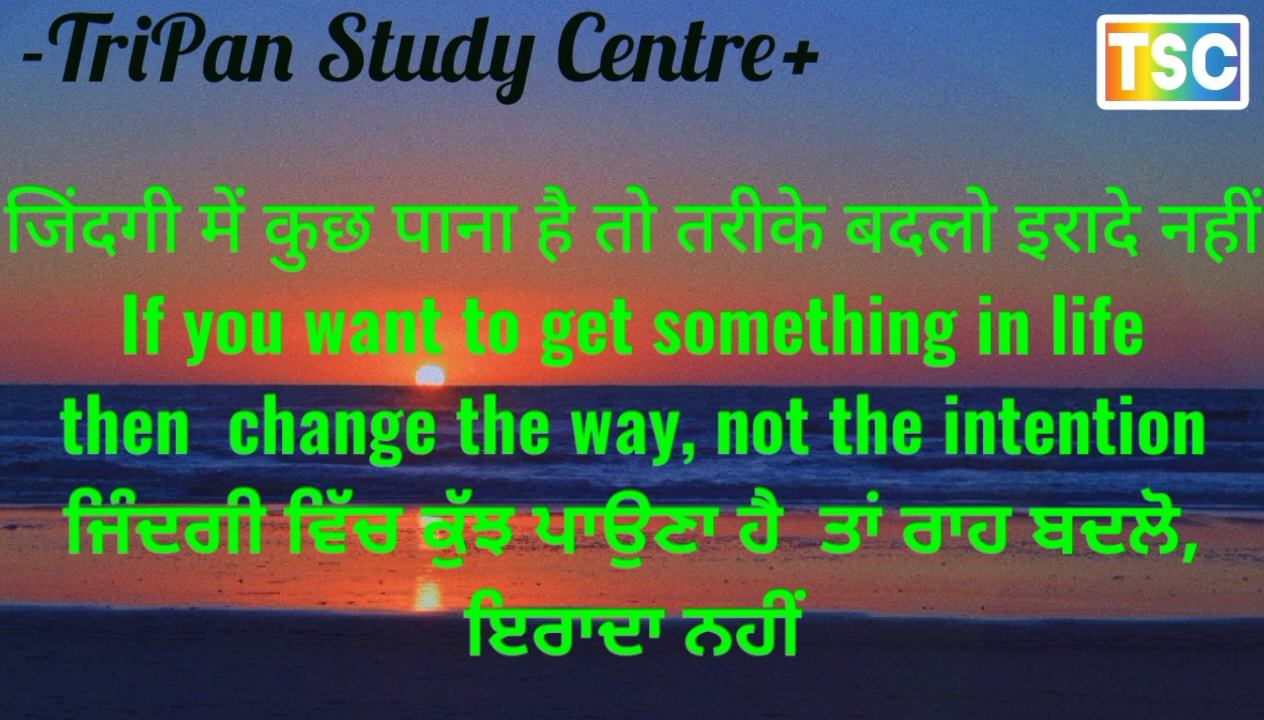 -TriPan Study Centre+
TSC
जिंदगी में कुछ पाना है तो तरीके बदलो इरादे नहीं
If you want to get something in life
then change the way, not the intention
ਜਿੰਦਗੀ ਵਿੱਚ ਕੁੱਝ ਪਾਉਣਾ ਹੈ ਤਾਂ ਰਾਹ ਬਦਲੋ,
ਇਰਾਦਾ ਨਹੀਂ